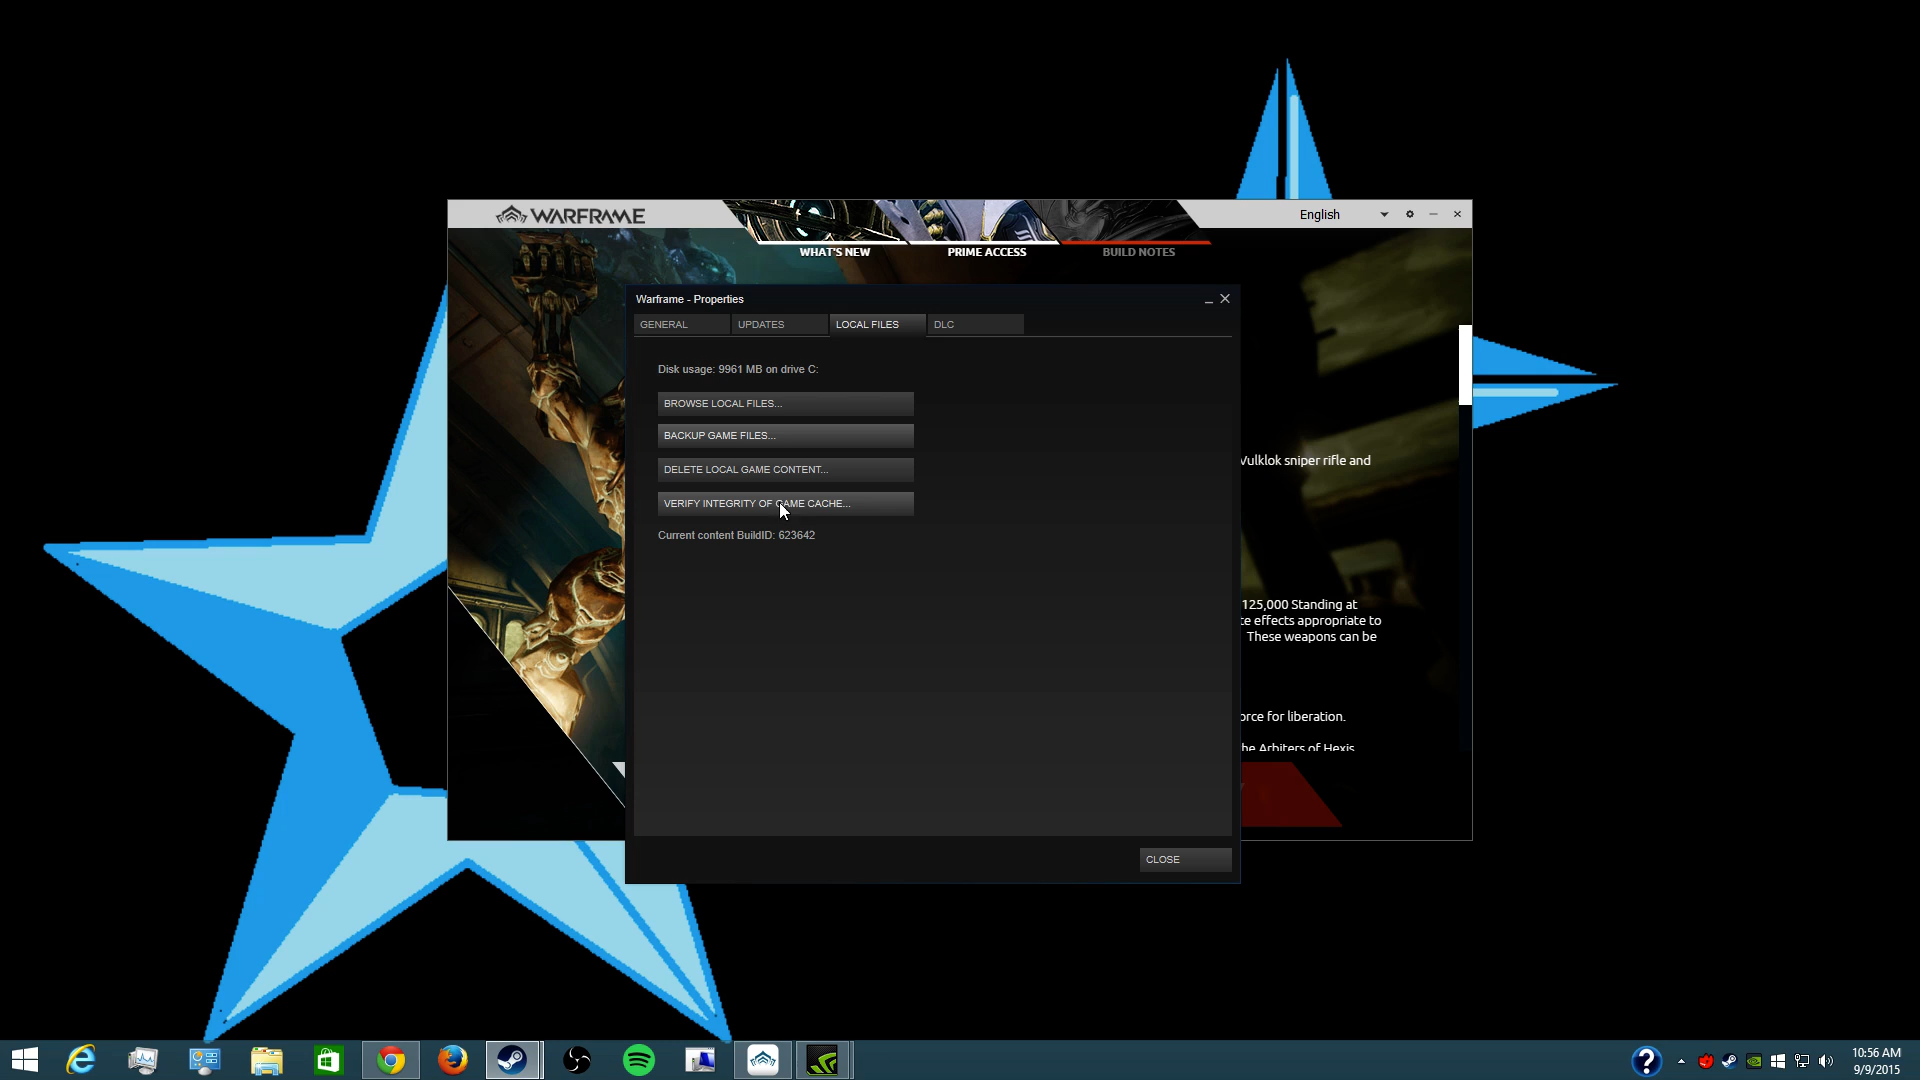 WARFRAME
English
WHAT'S NEW
PRIME ACCESS
BUILD NOTES
Warframe - Properties
GENERAL
UPDATES
LOCAL FILES
DLC
Disk usage: 9961 MB on drive C:
BROWSE LOCAL FILES...
BACKUP GAME FILES...
DELETE LOCAL GAME CONTENT...
VERIFY INTEGRITY OF GAME CACHE...
Current content BuildID: 623642
Vulklok sniper rifle and
125,000 Standing at
te effects appropriate to
These weapons can be
orce for liberation.
he Arbiters of Hexis
CLOSE
10:56 AM
9/9/2015